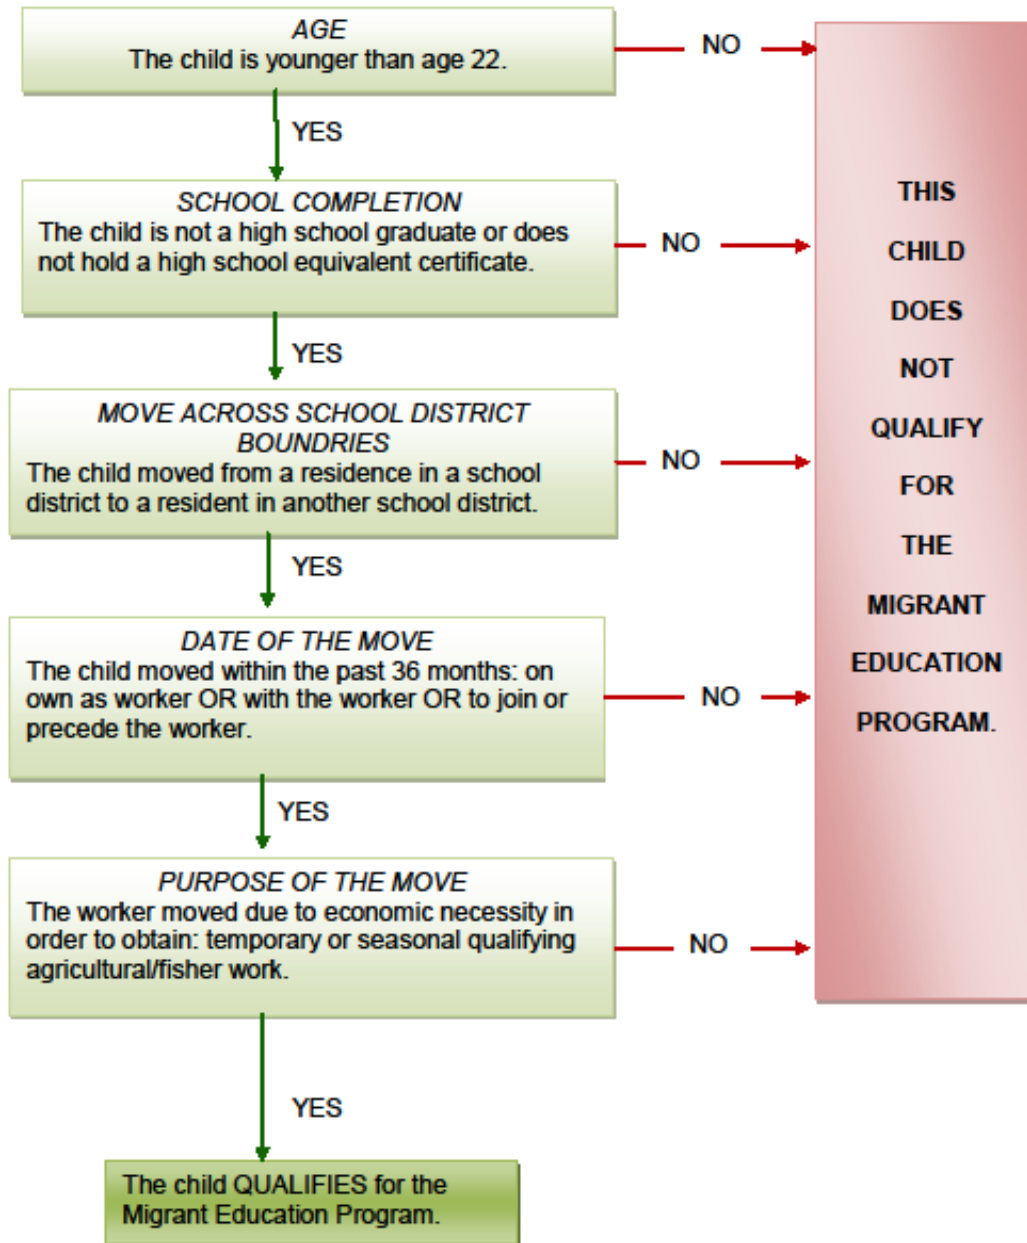 AGE
The child is younger than age 22.
NO
YES
SCHOOL COMPLETION
The child is not a high school graduate or does
not hold a high school equivalent certificate.
NO
YES
MOVE ACROSS SCHOOL DISTRICT
BOUNDRIES
The child moved from a residence in a school
district to a resident in another school district.
NO
YES
DATE OF THE MOVE
The child moved within the past 36 months: on
own as worker OR with the worker OR to join or
precede the worker.
NO
YES
PURPOSE OF THE MOVE
The worker moved due to economic necessity in
order to obtain: temporary or seasonal qualifying
agricultural/fisher work.
NO
YES
The child QUALIFIES for the
Migrant Education Program.
THIS
CHILD
DOES
NOT
QUALIFY
FOR
THE
MIGRANT
EDUCATION
PROGRAM.